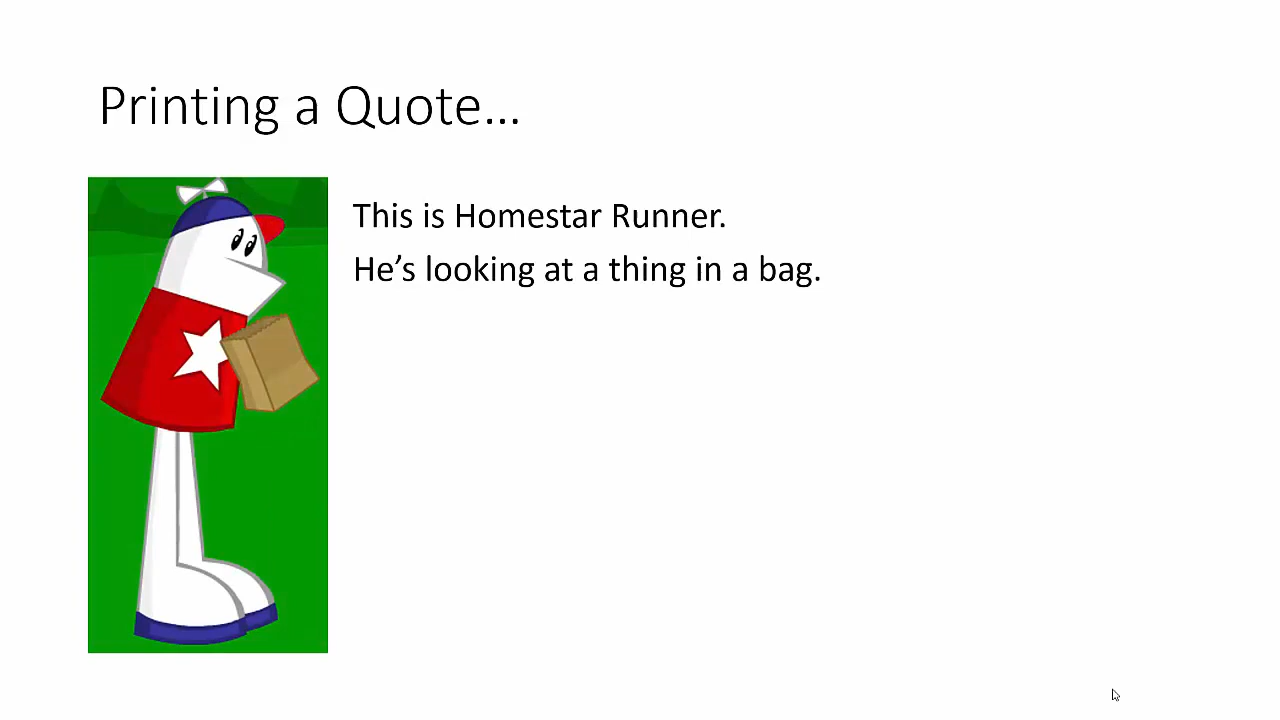 Printing a Quote…
This is Homestar Runner.
He’s looking at a thing in a bag.